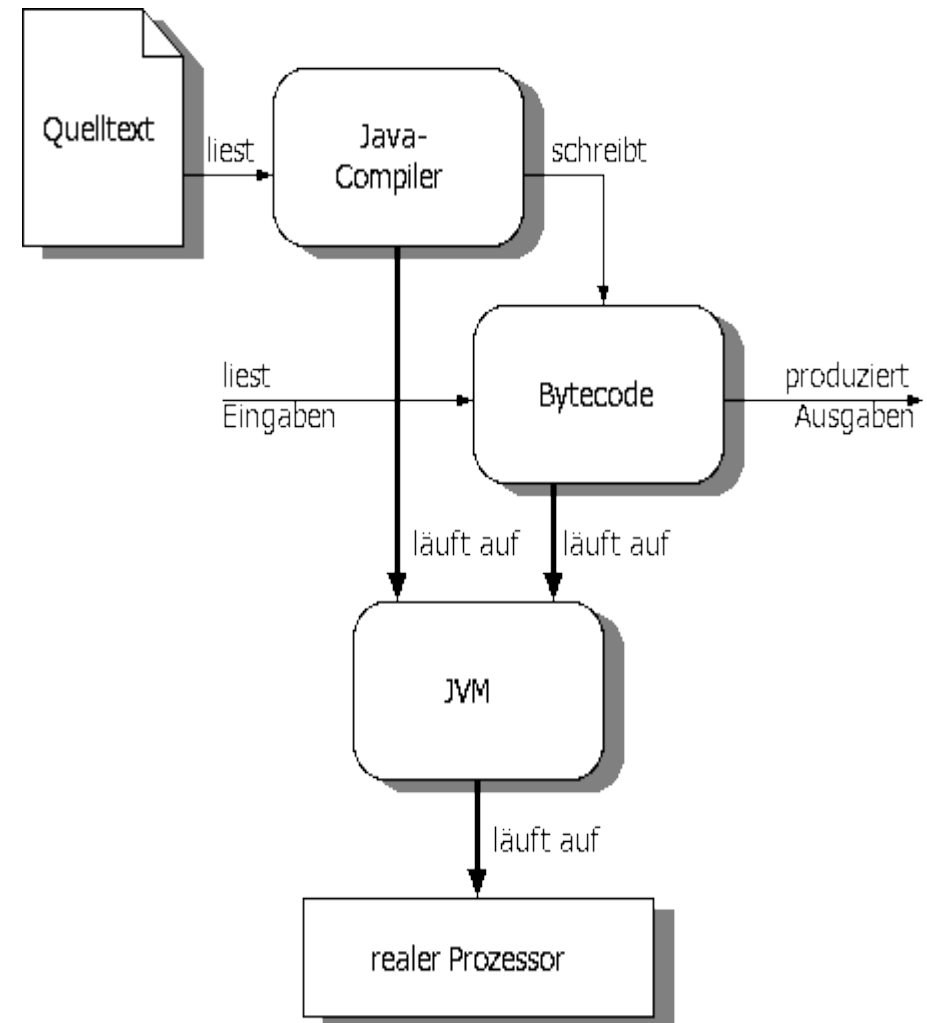 Quelltext
liest
Java-
Compiler
schreibt
liest
Eingaben
Bytecode
produziert
Ausgaben
läuft auf
läuft auf
JVM
läuft auf
realer Prozessor